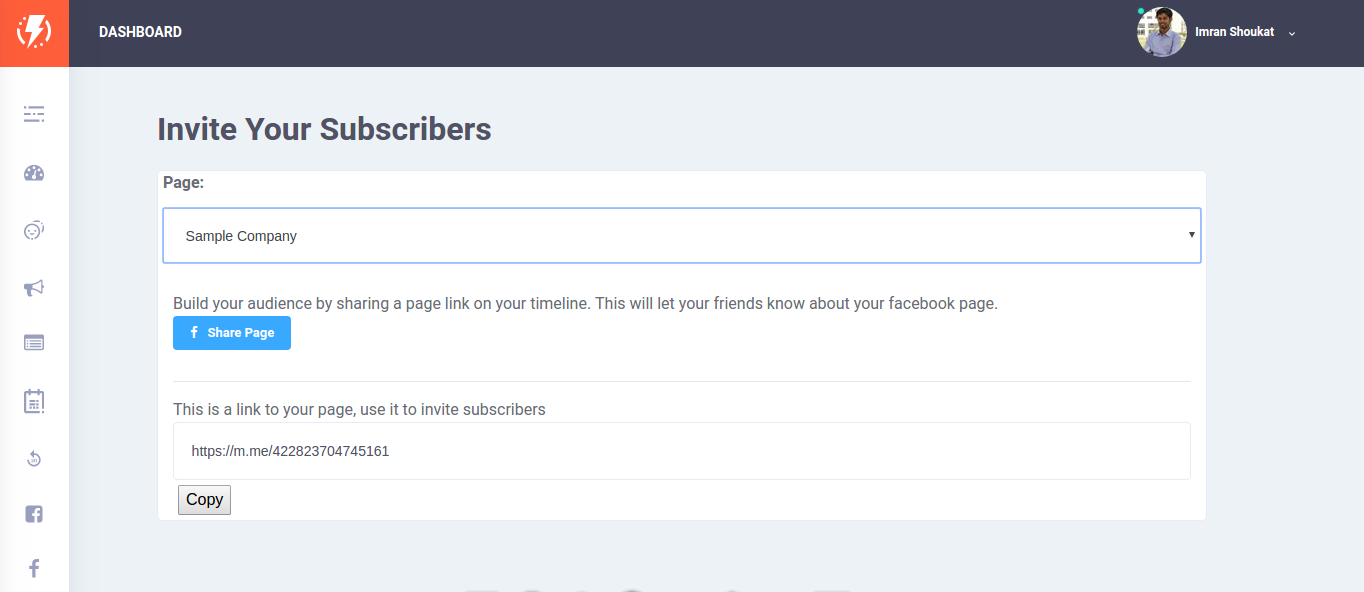 DASHBOARD
Imran Shoukat
Invite Your Subscribers
Page:
Sample Company
Build your audience by sharing a page link on your timeline. This will let your friends know about your facebook page.
Share Page
This is a link to your page, use it to invite subscribers
https://m.me/422823704745161
Copy